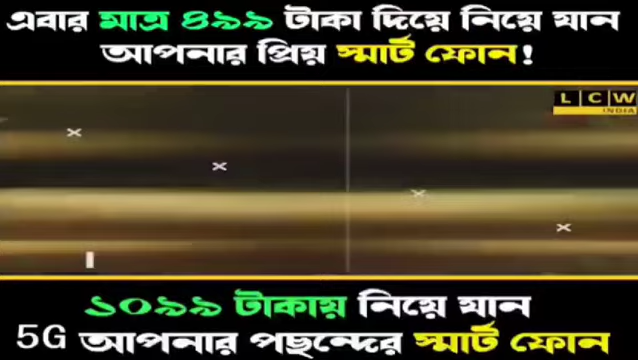 এবার মাত্র ৪৯৯ টাকা দিয়ে নিয়ে যান
আপনার প্রিয় স্মার্ট ফোন!
LCW
INDIA
১০৯৯ টাকায় নিয়ে যান
5G আপনার পছন্দের স্মার্ট ফোন